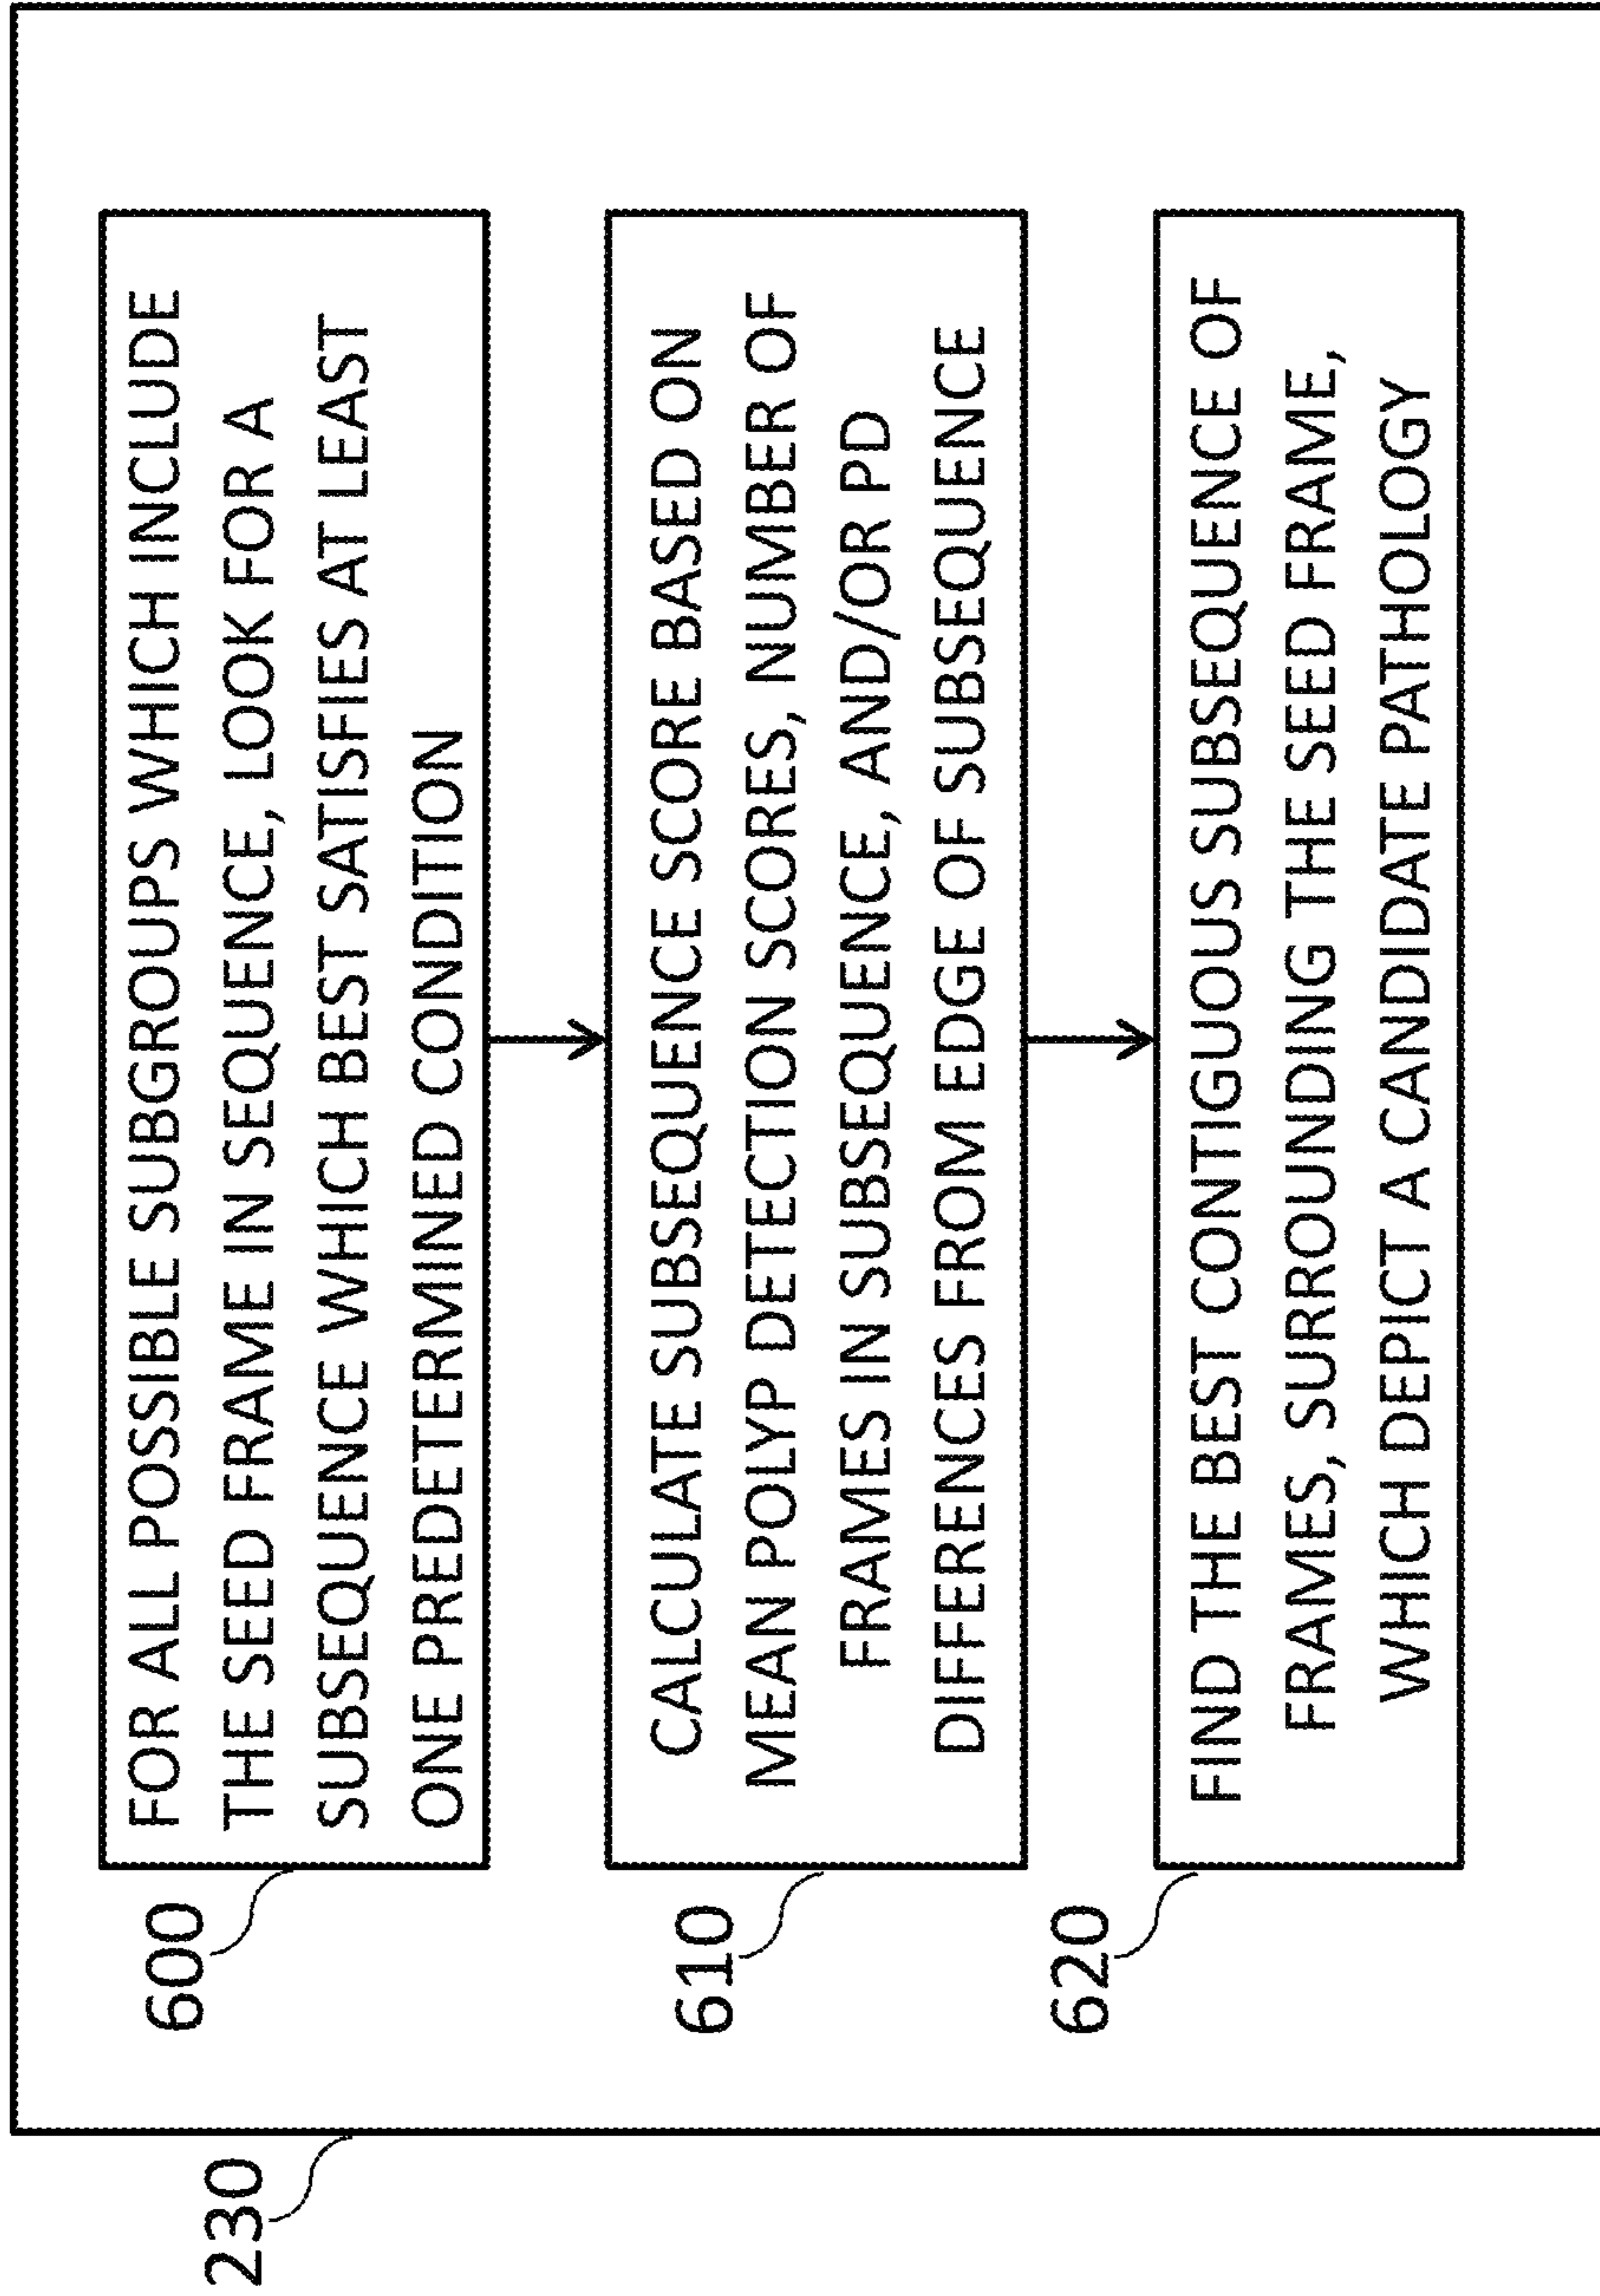 230
600
FOR ALL POSSIBLE SUBGROUPS WHICH INCLUDE
THE SEED FRAME IN SEQUENCE, LOOK FOR A
SUBSEQUENCE WHICH BEST SATISFIES AT LEAST
ONE PREDETERMINED CONDITION
610
CALCULATE SUBSEQUENCE SCORE BASED ON
MEAN POLYP DETECTION SCORES, NUMBER OF
FRAMES IN SUBSEQUENCE, AND/OR PD
DIFFERENCES FROM EDGE OF SUBSEQUENCE
620
FIND THE BEST CONTIGUOUS SUBSEQUENCE OF
FRAMES, SURROUNDING THE SEED FRAME,
WHICH DEPICT A CANDIDATE PATHOLOGY